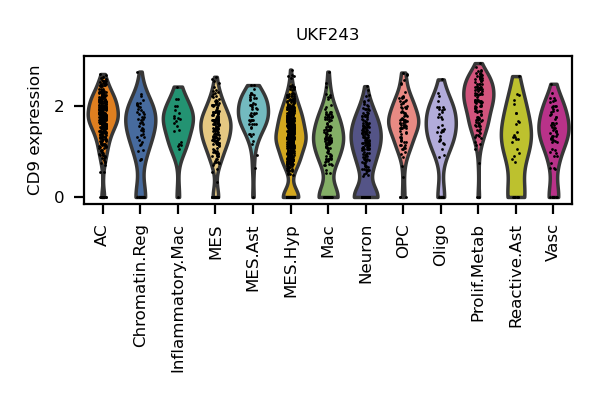 UKF243
CD9 expression
2
0
AC
Chromatin.Reg
Inflammatory.Mac
MES
MES.Ast
MES.Hyp
Mac
Neuron
OPC
Oligo
Prolif.Metab
Reactive.Ast
Vasc